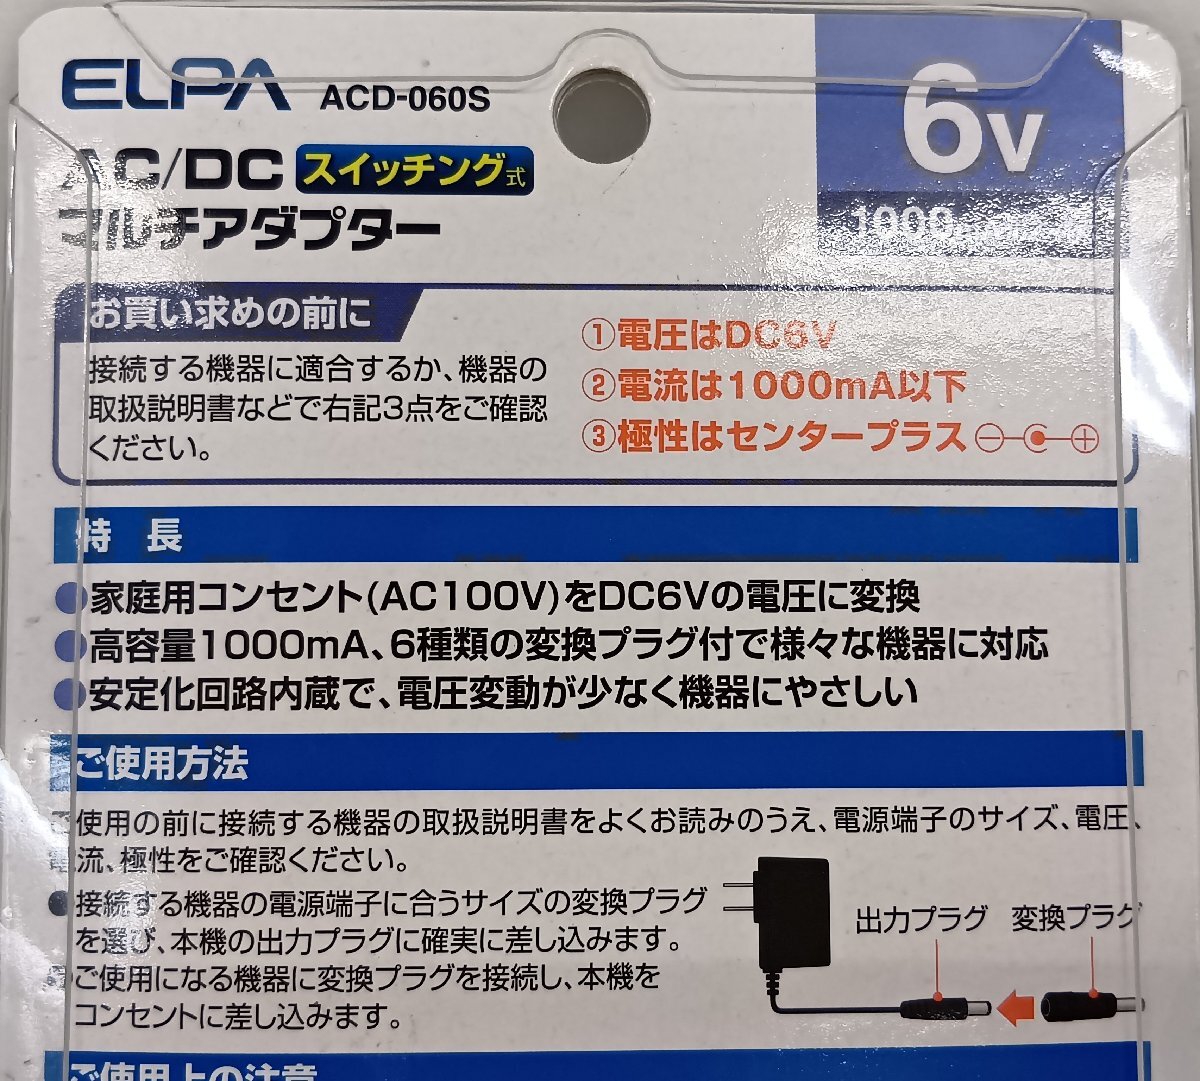 ELPA ACD-060S
6V
1000
AC/DC スイッチング式
マルチアダプター
お買い求めの前に
接続する機器に適合するか、機器の
取扱説明書などで右記3点をご確認
ください。
①電圧はDC6V
②電流は1000mA以下
③極性はセンタープラス
特 長
●家庭用コンセント(AC100V)をDC6Vの電圧に変換
●高容量1000mA、6種類の変換プラグ付で様々な機器に対応
●安定化回路内蔵で、電圧変動が少なく機器にやさしい
ご使用方法
ご使用の前に接続する機器の取扱説明書をよくお読みのうえ、電源端子のサイズ、電圧、
電流、極性をご確認ください。
●接続する機器の電源端子に合うサイズの変換プラグ
を選び、本機の出力プラグに確実に差し込みます。
●ご使用になる機器に変換プラグを接続し、本機を
コンセントに差し込みます。
出力プラグ 変換プラグ
ご使用上の注意